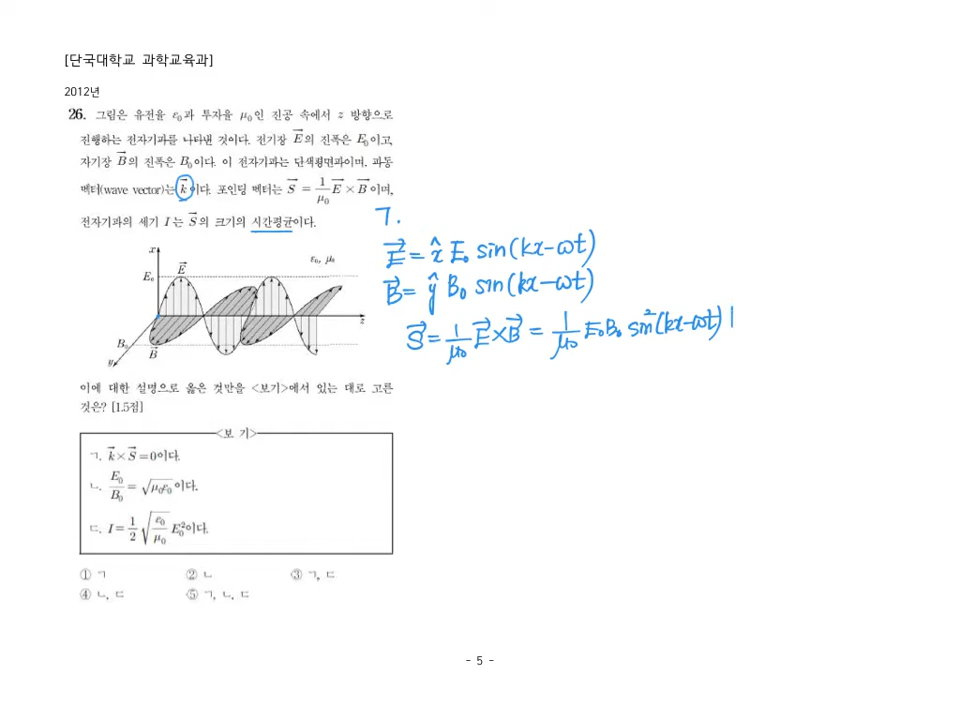 [단국대학교 과학교육과]
2012년
26. 그림은 유전율 ε₀과 투자율 μ₀인 진공 속에서 z 방향으로
진행하는 전자기파를 나타낸 것이다. 전기장 E⃗의 진폭은 E₀이고,
자기장 B⃗의 진폭은 B₀이다. 이 전자기파는 단색평면파이며, 파동
벡터(wave vector)는 k⃗이다. 포인팅 벡터는 S⃗ = 1/μ₀ E⃗ × B⃗이며,
전자기파의 세기 I는 S⃗의 크기의 시간평균이다.
ㄱ.
E⃗ = x̂ E₀ sin(kx-ωt)
B⃗ = ŷ B₀ sin(kx-ωt)
S⃗ = 1/μ₀ E⃗×B⃗ = 1/μ₀ E₀B₀ sin²(kx-ωt)
x
E₀
E⃗
ε₀, μ₀
z
B₀
B⃗
y
이에 대한 설명으로 옳은 것만을 <보기>에서 있는 대로 고른
것은? [1.5점]
<보 기>
ㄱ. k⃗ × S⃗ = 0이다.
ㄴ. E₀/B₀ = √(μ₀ε₀)이다.
ㄷ. I = 1/2 √(ε₀/μ₀) E₀²이다.
① ㄱ ② ㄴ ③ ㄱ, ㄷ
④ ㄴ, ㄷ ⑤ ㄱ, ㄴ, ㄷ
- 5 -